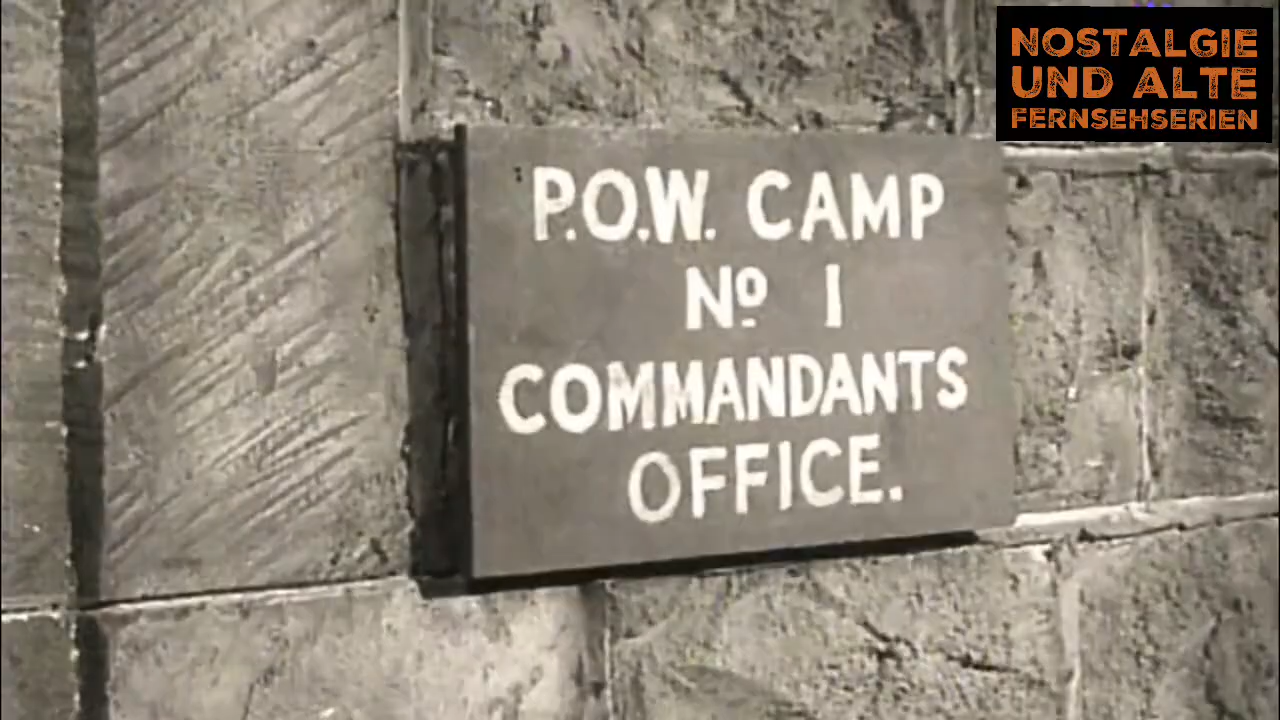 NOSTALGIE
UND ALTE
FERNSEHSERIEN
P.O.W. CAMP
Nº 1
COMMANDANTS
OFFICE.